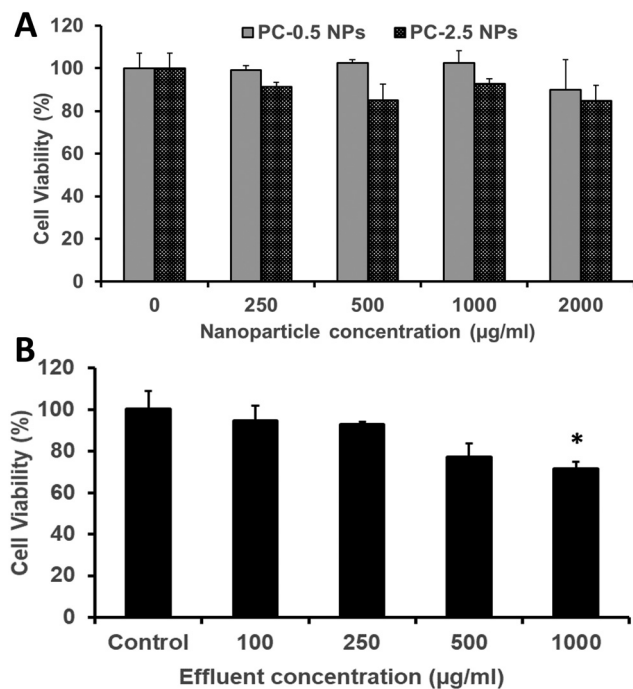 A
PC-0.5 NPs PC-2.5 NPs
120
100
80
60
40
20
0
Cell Viability (%)
0 250 500 1000 2000
Nanoparticle concentration (µg/ml)
B
120
100
80
60
40
20
0
Cell Viability (%)
*
Control 100 250 500 1000
Effluent concentration (µg/ml)